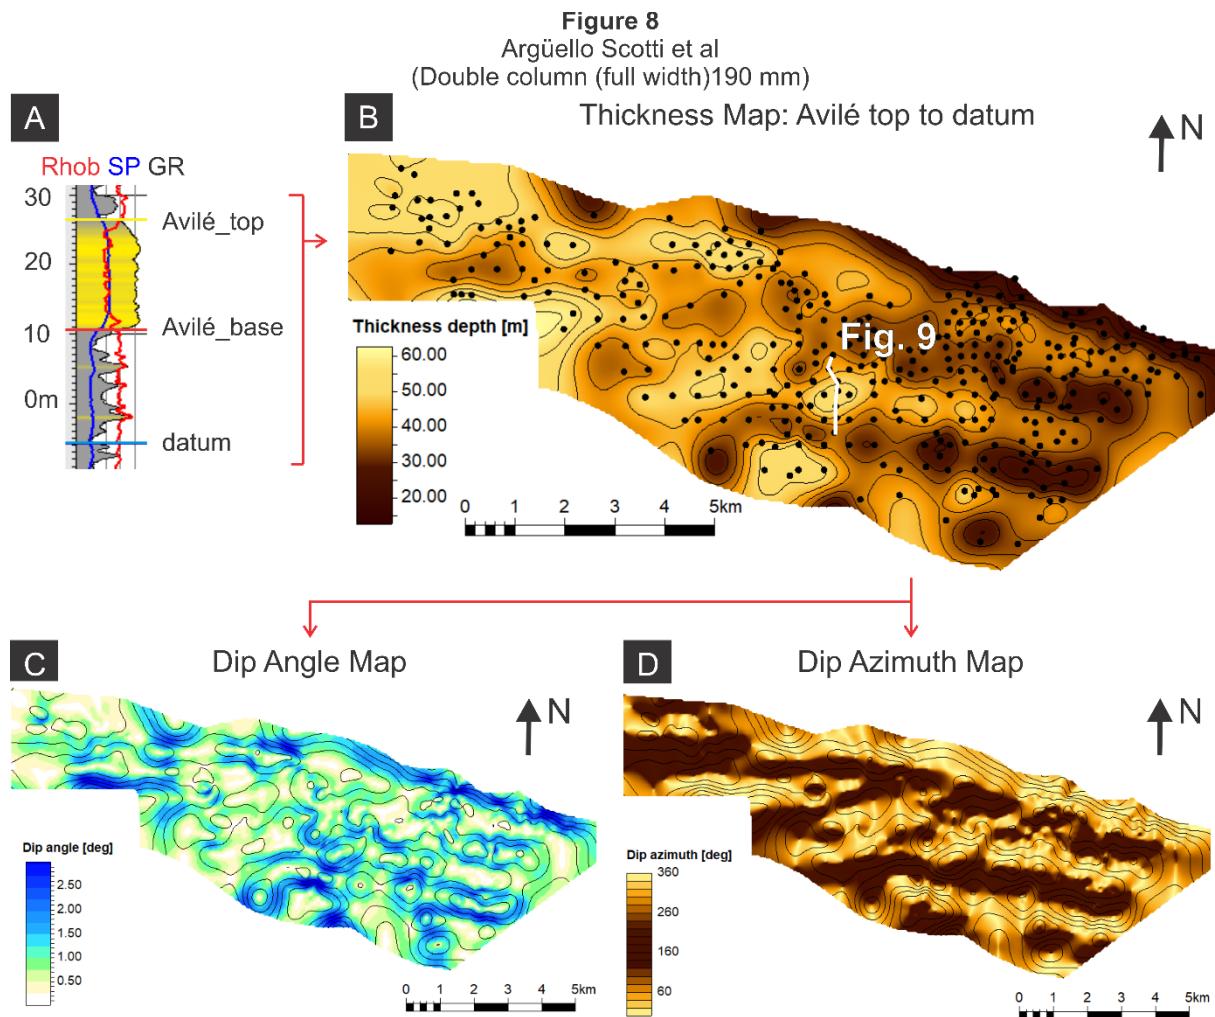 Figure 8
Argüello Scotti et al
(Double column (full width)190 mm)
A
Rhob SP GR
30
20
10
0m
Avilé_top
Avilé_base
datum
B
Thickness Map: Avilé top to datum
N
Fig. 9
Thickness depth [m]
60.00
50.00
40.00
30.00
20.00
0 1 2 3 4 5km
C
Dip Angle Map
N
Dip angle [deg]
2.50
2.00
1.50
1.00
0.50
0 1 2 3 4 5km
D
Dip Azimuth Map
N
Dip azimuth [deg]
360
260
160
60
0 1 2 3 4 5km